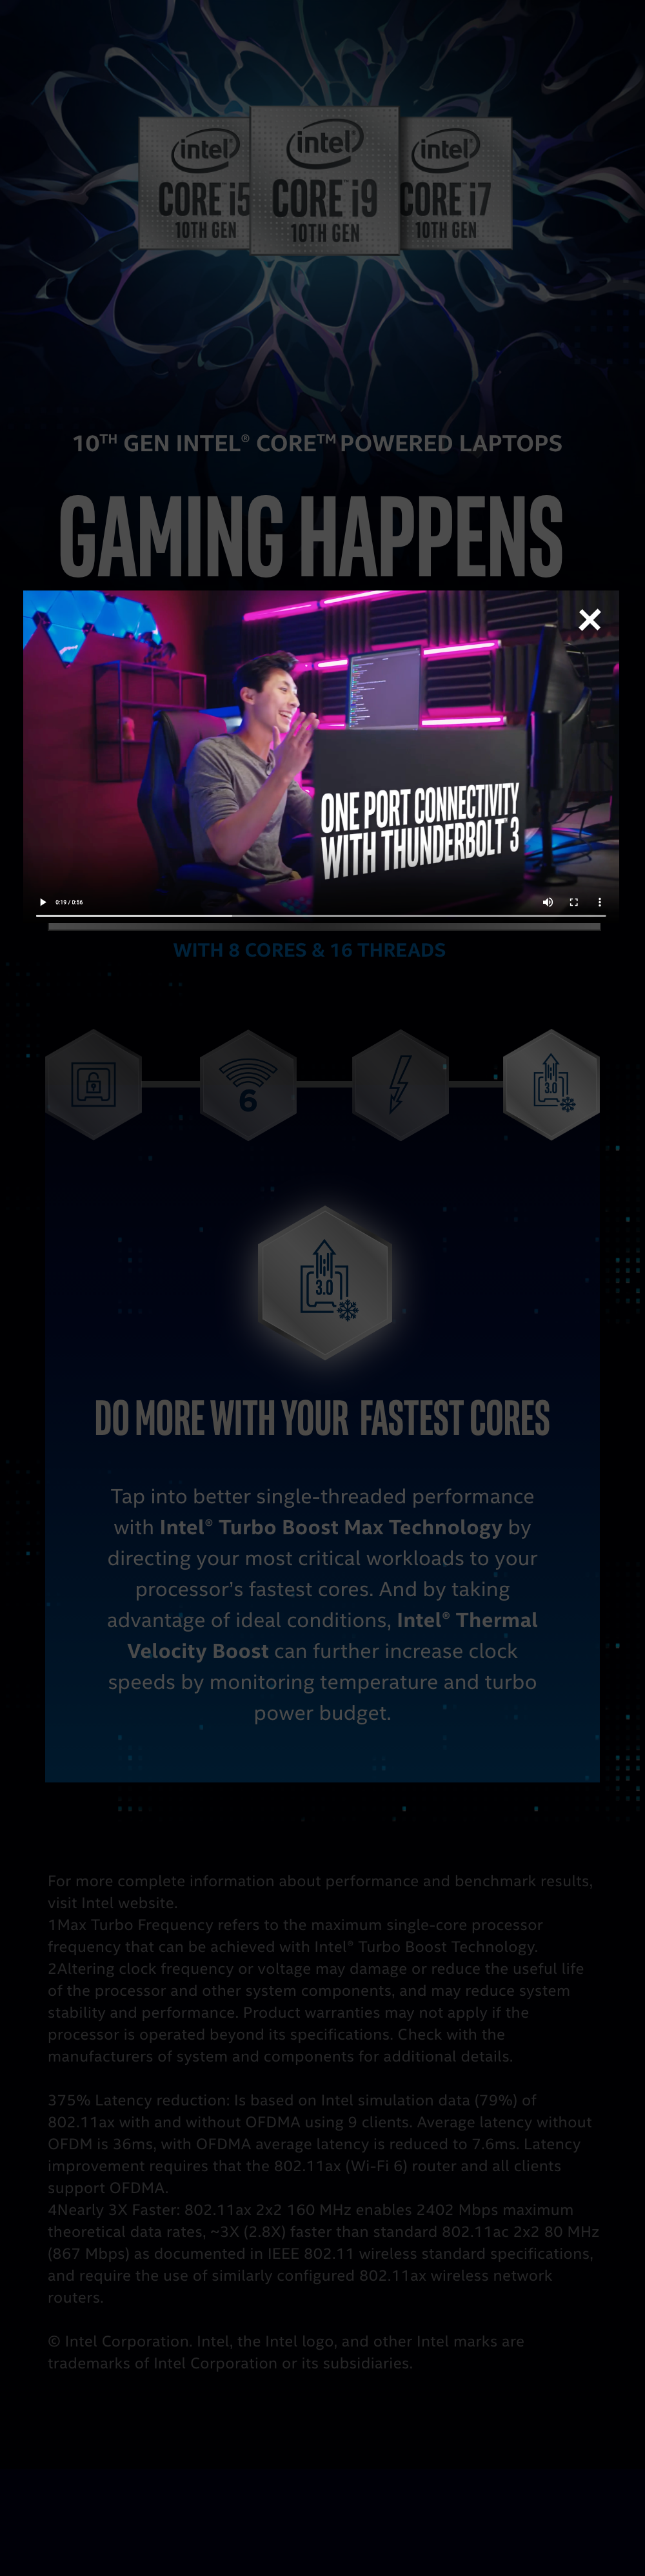 intel
CORE i5
10TH GEN
intel
CORE i9
10TH GEN
intel
CORE i7
10TH GEN
10TH GEN INTEL® CORE™ POWERED LAPTOPS
GAMING HAPPENS
ONE PORT CONNECTIVITY
WITH THUNDERBOLT 3
0:19 / 0:56
WITH 8 CORES & 16 THREADS
6
3.0
3.0
DO MORE WITH YOUR FASTEST CORES
Tap into better single-threaded performance
with Intel® Turbo Boost Max Technology by
directing your most critical workloads to your
processor's fastest cores. And by taking
advantage of ideal conditions, Intel® Thermal
Velocity Boost can further increase clock
speeds by monitoring temperature and turbo
power budget.
For more complete information about performance and benchmark results,
visit Intel website.
1Max Turbo Frequency refers to the maximum single-core processor
frequency that can be achieved with Intel® Turbo Boost Technology.
2Altering clock frequency or voltage may damage or reduce the useful life
of the processor and other system components, and may reduce system
stability and performance. Product warranties may not apply if the
processor is operated beyond its specifications. Check with the
manufacturers of system and components for additional details.
375% Latency reduction: Is based on Intel simulation data (79%) of
802.11ax with and without OFDMA using 9 clients. Average latency without
OFDM is 36ms, with OFDMA average latency is reduced to 7.6ms. Latency
improvement requires that the 802.11ax (Wi-Fi 6) router and all clients
support OFDMA.
4Nearly 3X Faster: 802.11ax 2x2 160 MHz enables 2402 Mbps maximum
theoretical data rates, ~3X (2.8X) faster than standard 802.11ac 2x2 80 MHz
(867 Mbps) as documented in IEEE 802.11 wireless standard specifications,
and require the use of similarly configured 802.11ax wireless network
routers.
© Intel Corporation. Intel, the Intel logo, and other Intel marks are
trademarks of Intel Corporation or its subsidiaries.